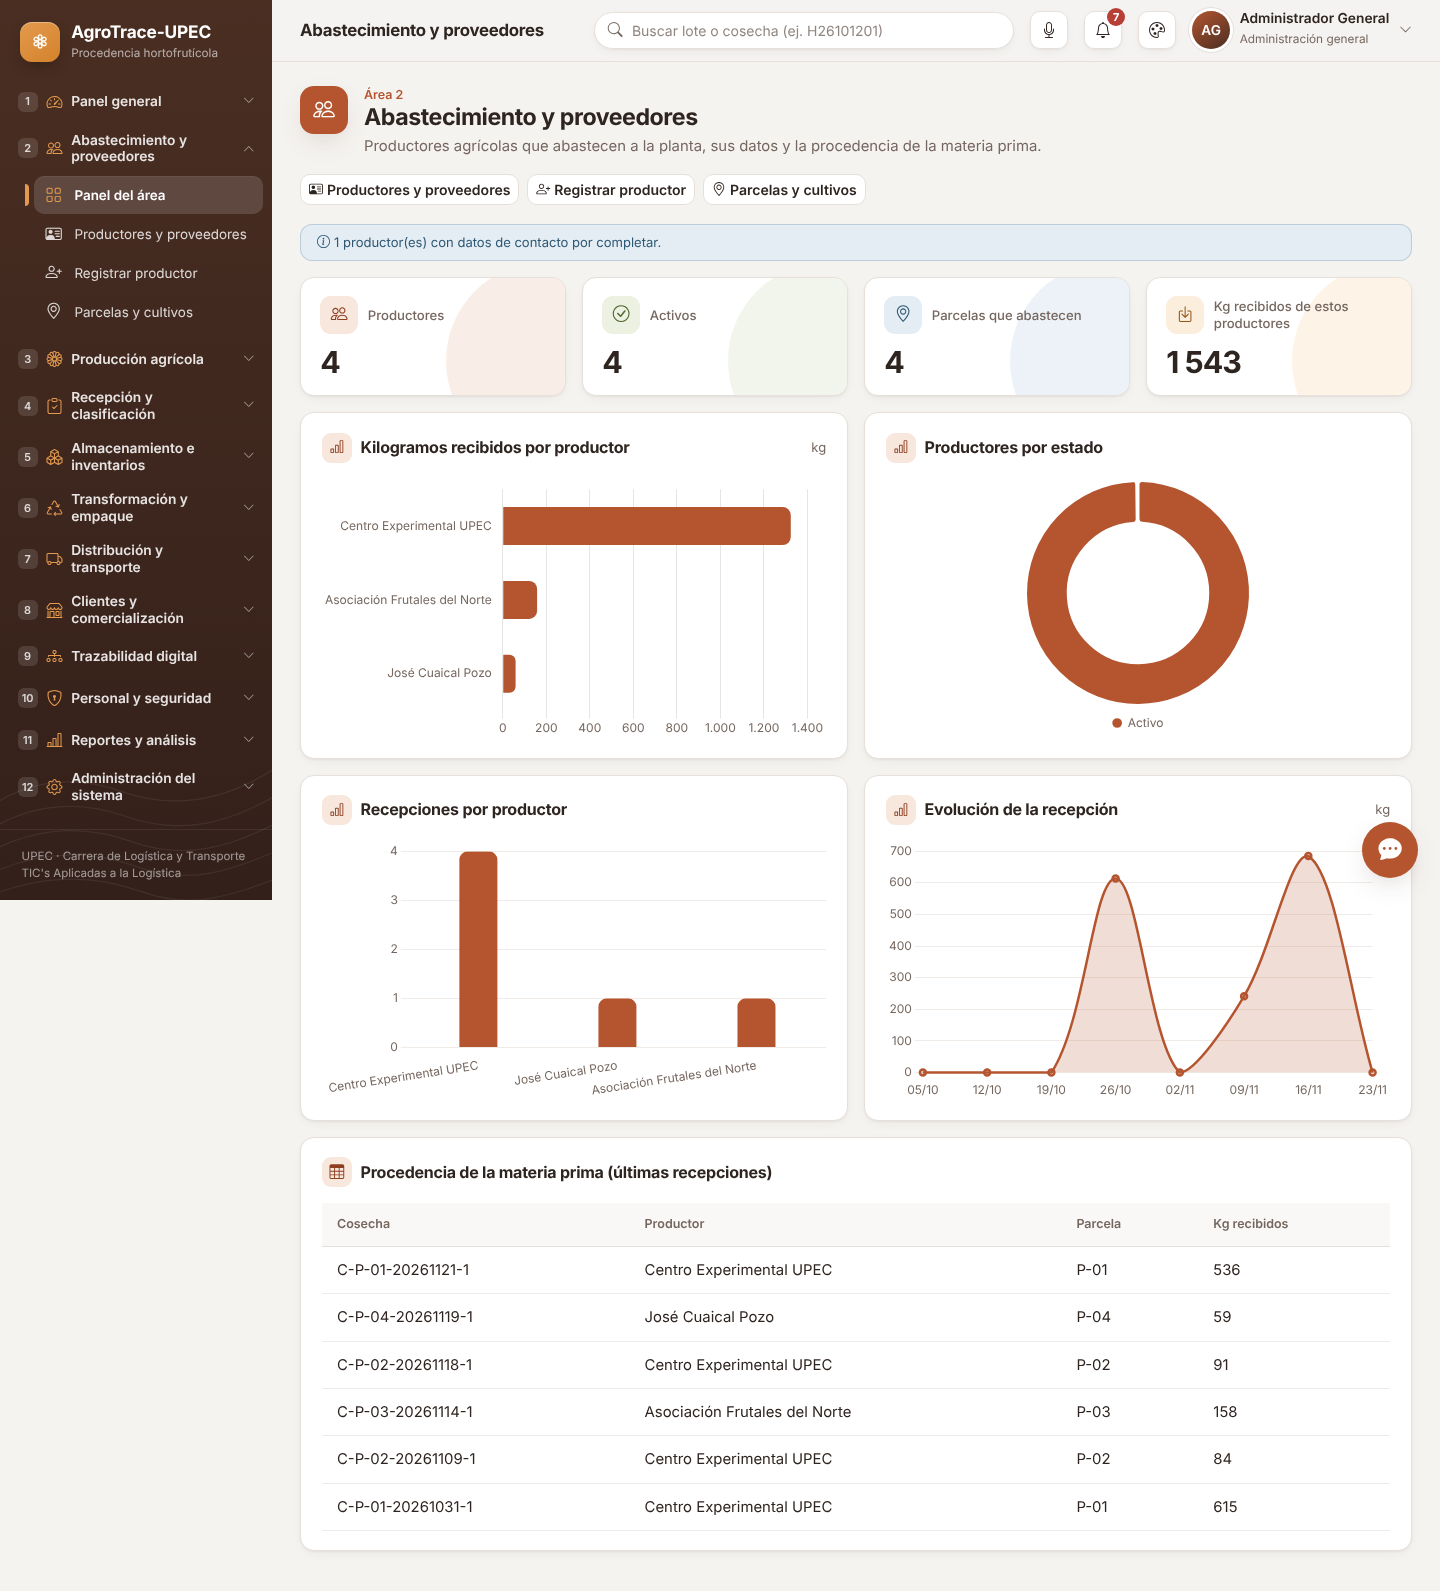 AgroTrace-UPEC
Procedencia hortofrutícola
1 Panel general
2 Abastecimiento y
proveedores
Panel del área
Productores y proveedores
Registrar productor
Parcelas y cultivos
3 Producción agrícola
4 Recepción y
clasificación
5 Almacenamiento e
inventarios
6 Transformación y
empaque
7 Distribución y
transporte
8 Clientes y
comercialización
9 Trazabilidad digital
10 Personal y seguridad
11 Reportes y análisis
12 Administración del
sistema
UPEC · Carrera de Logística y Transporte
TIC's Aplicadas a la Logística
Abastecimiento y proveedores
Buscar lote o cosecha (ej. H26101201)
7
AG
Administrador General
Administración general
Área 2
Abastecimiento y proveedores
Productores agrícolas que abastecen a la planta, sus datos y la procedencia de la materia prima.
Productores y proveedores
Registrar productor
Parcelas y cultivos
1 productor(es) con datos de contacto por completar.
Productores
4
Activos
4
Parcelas que abastecen
4
Kg recibidos de estos
productores
1 543
Kilogramos recibidos por productor
kg
Centro Experimental UPEC
Asociación Frutales del Norte
José Cuaical Pozo
0 200 400 600 800 1.000 1.200 1.400
Productores por estado
Activo
Recepciones por productor
4
3
2
1
0
Centro Experimental UPEC
José Cuaical Pozo
Asociación Frutales del Norte
Evolución de la recepción
kg
700
600
500
400
300
200
100
0
05/10 12/10 19/10 26/10 02/11 09/11 16/11 23/11
Procedencia de la materia prima (últimas recepciones)
Cosecha Productor Parcela Kg recibidos
C-P-01-20261121-1 Centro Experimental UPEC P-01 536
C-P-04-20261119-1 José Cuaical Pozo P-04 59
C-P-02-20261118-1 Centro Experimental UPEC P-02 91
C-P-03-20261114-1 Asociación Frutales del Norte P-03 158
C-P-02-20261109-1 Centro Experimental UPEC P-02 84
C-P-01-20261031-1 Centro Experimental UPEC P-01 615